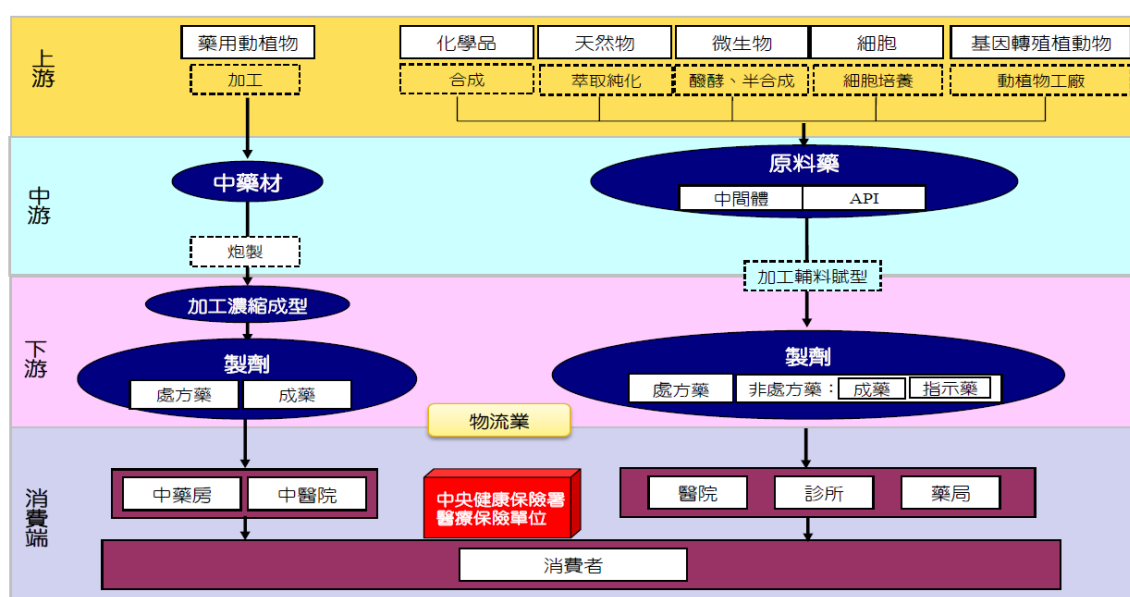 上游
藥用動植物
化學品
天然物
微生物
細胞
基因轉殖植動物
加工
合成
萃取純化
醱酵、半合成
細胞培養
動植物工廠
中游
中藥材
原料藥
中間體
API
炮製
加工輔料賦型
下游
加工濃縮成型
製劑
處方藥
成藥
製劑
處方藥
非處方藥：
成藥
指示藥
物流業
消費端
中藥房
中醫院
中央健康保險署
醫療保險單位
醫院
診所
藥局
消費者